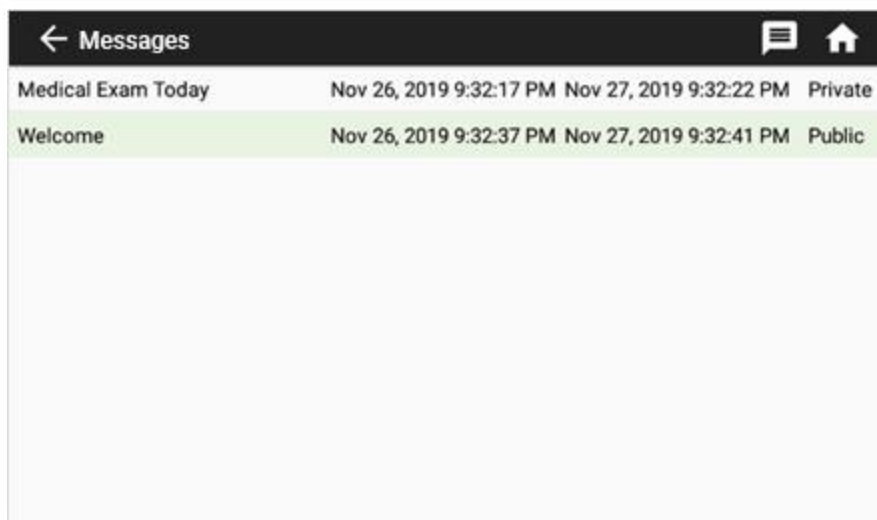 Messages
Medical Exam Today Nov 26, 2019 9:32:17 PM Nov 27, 2019 9:32:22 PM Private
Welcome Nov 26, 2019 9:32:37 PM Nov 27, 2019 9:32:41 PM Public